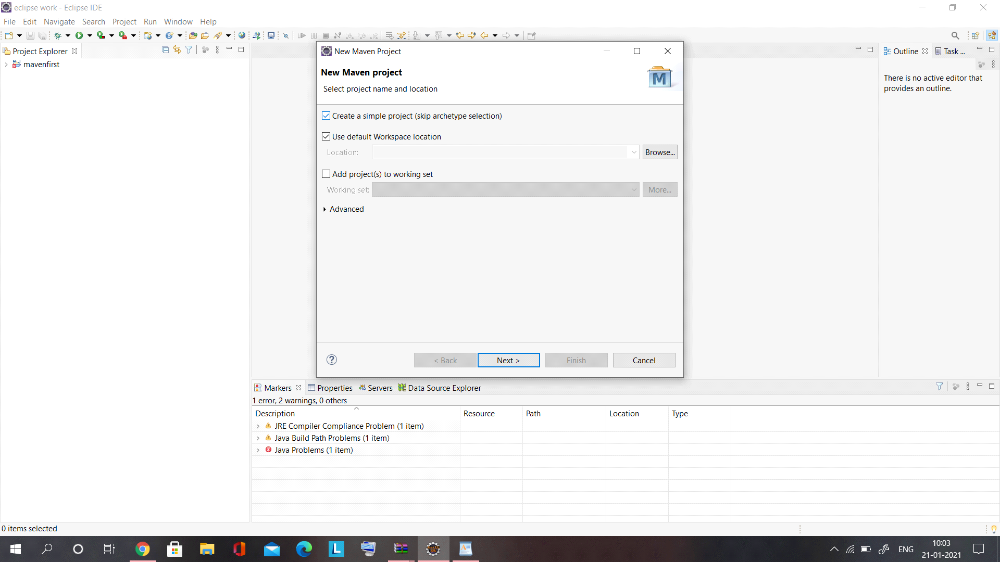 eclipse work - Eclipse IDE
File Edit Navigate Search Project Run Window Help
Project Explorer
mavenfirst
New Maven Project
New Maven project
Select project name and location
M
Create a simple project (skip archetype selection)
Use default Workspace location
Location:
Browse...
Add project(s) to working set
Working set:
More...
Advanced
< Back
Next >
Finish
Cancel
Outline
Task ...
There is no active editor that
provides an outline.
Markers
Properties
Servers
Data Source Explorer
1 error, 2 warnings, 0 others
Description Resource Path Location Type
JRE Compiler Compliance Problem (1 item)
Java Build Path Problems (1 item)
Java Problems (1 item)
0 items selected
L
ENG
10:03
21-01-2021